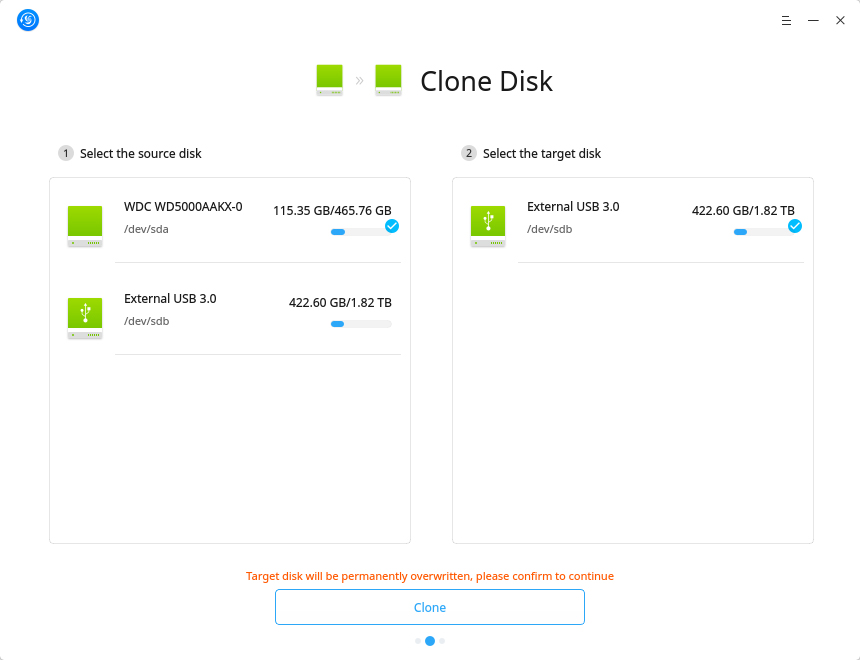 Clone Disk
1 Select the source disk
WDC WD5000AAKX-0 115.35 GB/465.76 GB
/dev/sda
External USB 3.0 422.60 GB/1.82 TB
/dev/sdb
2 Select the target disk
External USB 3.0 422.60 GB/1.82 TB
/dev/sdb
Target disk will be permanently overwritten, please confirm to continue
Clone